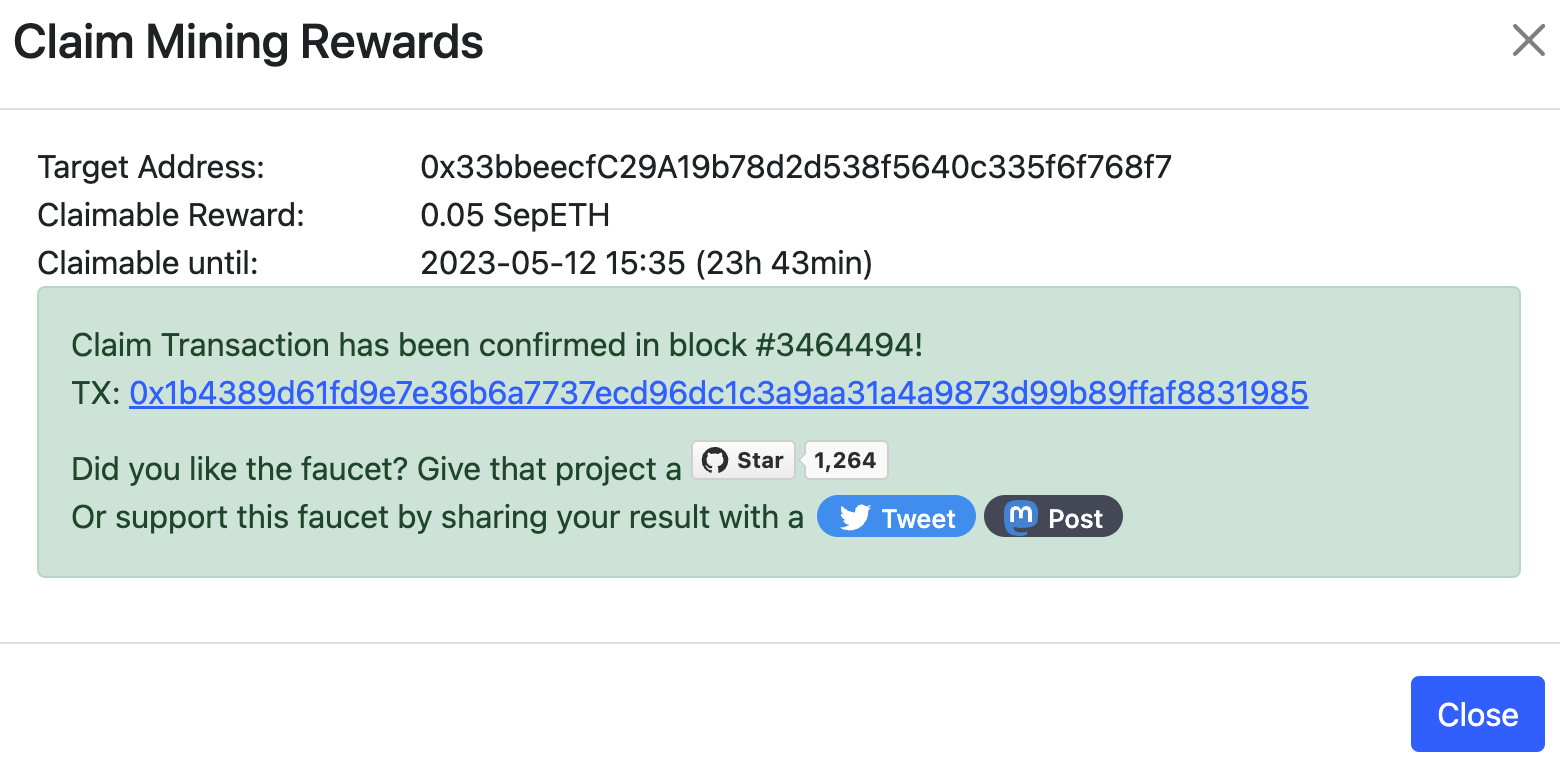 Claim Mining Rewards
Target Address: 0x33bbeecfC29A19b78d2d538f5640c335f6f768f7
Claimable Reward: 0.05 SepETH
Claimable until: 2023-05-12 15:35 (23h 43min)
Claim Transaction has been confirmed in block #3464494!
TX: 0x1b4389d61fd9e7e36b6a7737ecd96dc1c3a9aa31a4a9873d99b89ffaf8831985
Did you like the faucet? Give that project a Star 1,264
Or support this faucet by sharing your result with a Tweet Post
Close